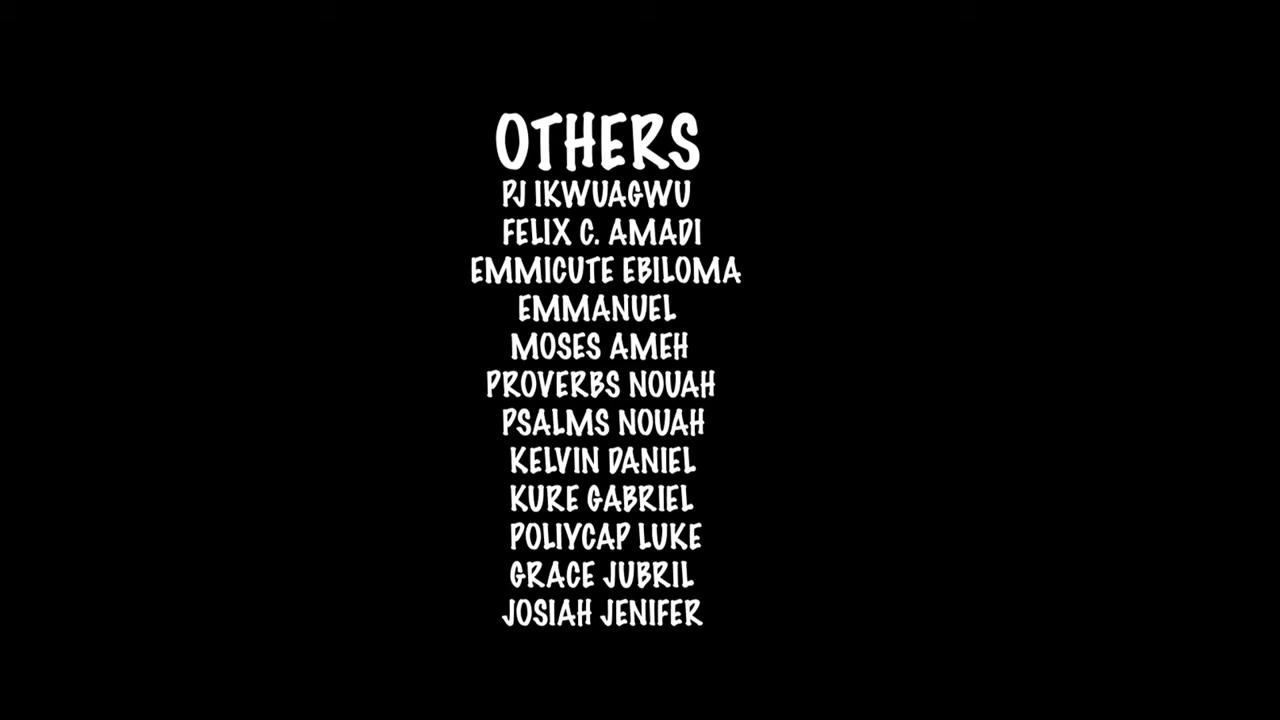 OTHERS
PJ IKWUAGWU
FELIX C. AMADI
EMMICUTE EBILOMA
EMMANUEL
MOSES AMEH
PROVERBS NOUAH
PSALMS NOUAH
KELVIN DANIEL
KURE GABRIEL
POLIYCAP LUKE
GRACE JUBRIL
JOSIAH JENIFER